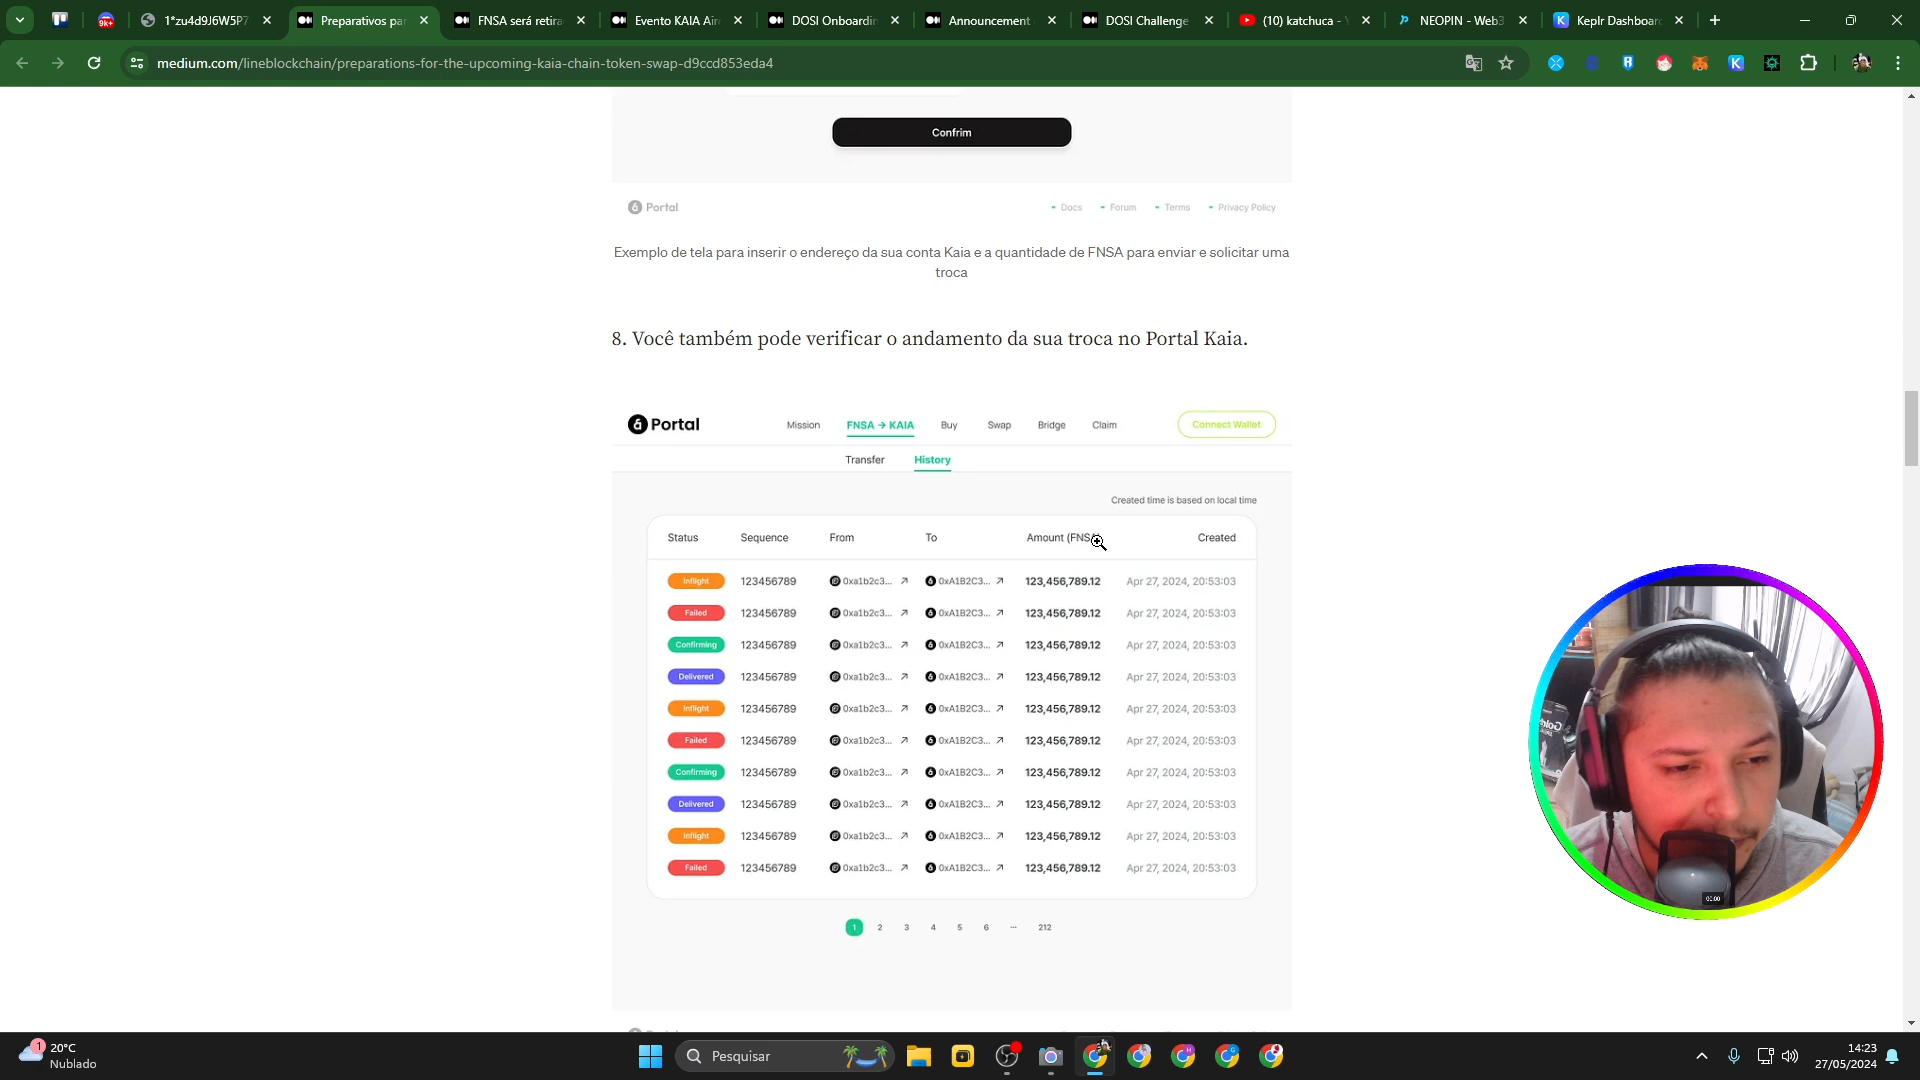 9k+
1*zu4d9J6W5P7
Preparativos pa
FNSA será retira
Evento KAIA Air
DOSI Onboardin
Announcement
DOSI Challenge
(10) katchuca -
NEOPIN - Web3
Keplr Dashboar
medium.com/lineblockchain/preparations-for-the-upcoming-kaia-chain-token-swap-d9ccd853eda4
Confrim
Portal
Docs
Forum
Terms
Privacy Policy
Exemplo de tela para inserir o endereço da sua conta Kaia e a quantidade de FNSA para enviar e solicitar uma
troca
8. Você também pode verificar o andamento da sua troca no Portal Kaia.
Portal
Mission
FNSA → KAIA
Buy
Swap
Bridge
Claim
Connect Wallet
Transfer
History
Created time is based on local time
Status Sequence From To Amount (FNSA Created
Inflight 123456789 0xa1b2c3... 0xA1B2C3... 123,456,789.12 Apr 27, 2024, 20:53:03
Failed 123456789 0xa1b2c3... 0xA1B2C3... 123,456,789.12 Apr 27, 2024, 20:53:03
Confirming 123456789 0xa1b2c3... 0xA1B2C3... 123,456,789.12 Apr 27, 2024, 20:53:03
Delivered 123456789 0xa1b2c3... 0xA1B2C3... 123,456,789.12 Apr 27, 2024, 20:53:03
Inflight 123456789 0xa1b2c3... 0xA1B2C3... 123,456,789.12 Apr 27, 2024, 20:53:03
Failed 123456789 0xa1b2c3... 0xA1B2C3... 123,456,789.12 Apr 27, 2024, 20:53:03
Confirming 123456789 0xa1b2c3... 0xA1B2C3... 123,456,789.12 Apr 27, 2024, 20:53:03
Delivered 123456789 0xa1b2c3... 0xA1B2C3... 123,456,789.12 Apr 27, 2024, 20:53:03
Inflight 123456789 0xa1b2c3... 0xA1B2C3... 123,456,789.12 Apr 27, 2024, 20:53:03
Failed 123456789 0xa1b2c3... 0xA1B2C3... 123,456,789.12 Apr 27, 2024, 20:53:03
1 2 3 4 5 6 ... 212
00:00
1
20°C
Nublado
Pesquisar
14:23
27/05/2024